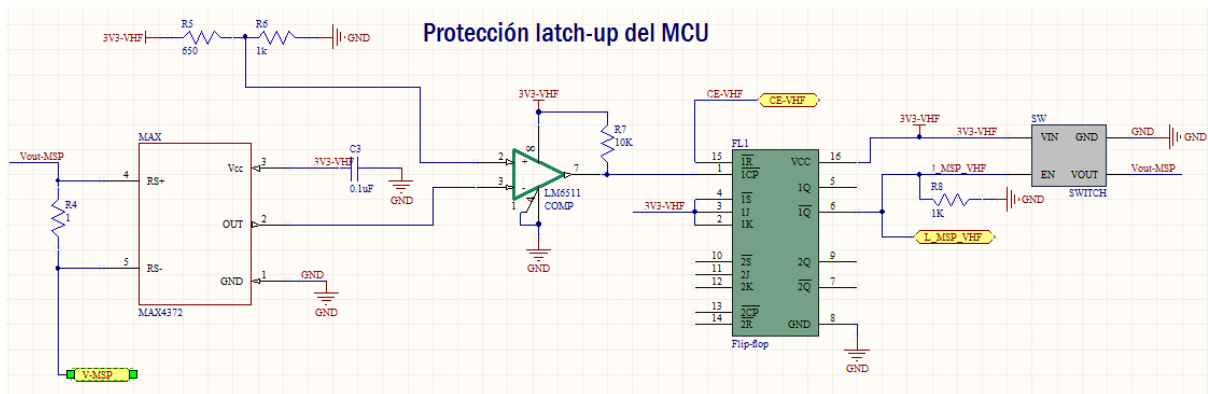 Protección latch-up del MCU
R5
R6
3V3-VHF
GND
650
1k
3V3-VHF
CE-VHF
CE-VHF
MAX
Vout-MSP
4
RS+
Vcc
3
3V3-VHF
C3
0.1uF
GND
R4
1
OUT
2
5
RS-
GND
1
GND
GND
MAX4372
V-MSP
2
3
+
-
8
7
1
4
LM6511
COMP
GND
R7
10K
3V3-VHF
FL1
15
1R
VCC
16
1
1CP
1Q
5
4
1S
3
1J
1Q
6
2
1K
10
2S
2Q
9
11
2J
12
2K
2Q
7
13
2CP
14
2R
GND
8
Flip-flop
GND
3V3-VHF
3V3-VHF
SW
VIN
GND
GND
GND
l_MSP_VHF
EN
VOUT
Vout-MSP
SWITCH
R8
1K
GND
L_MSP_VHF